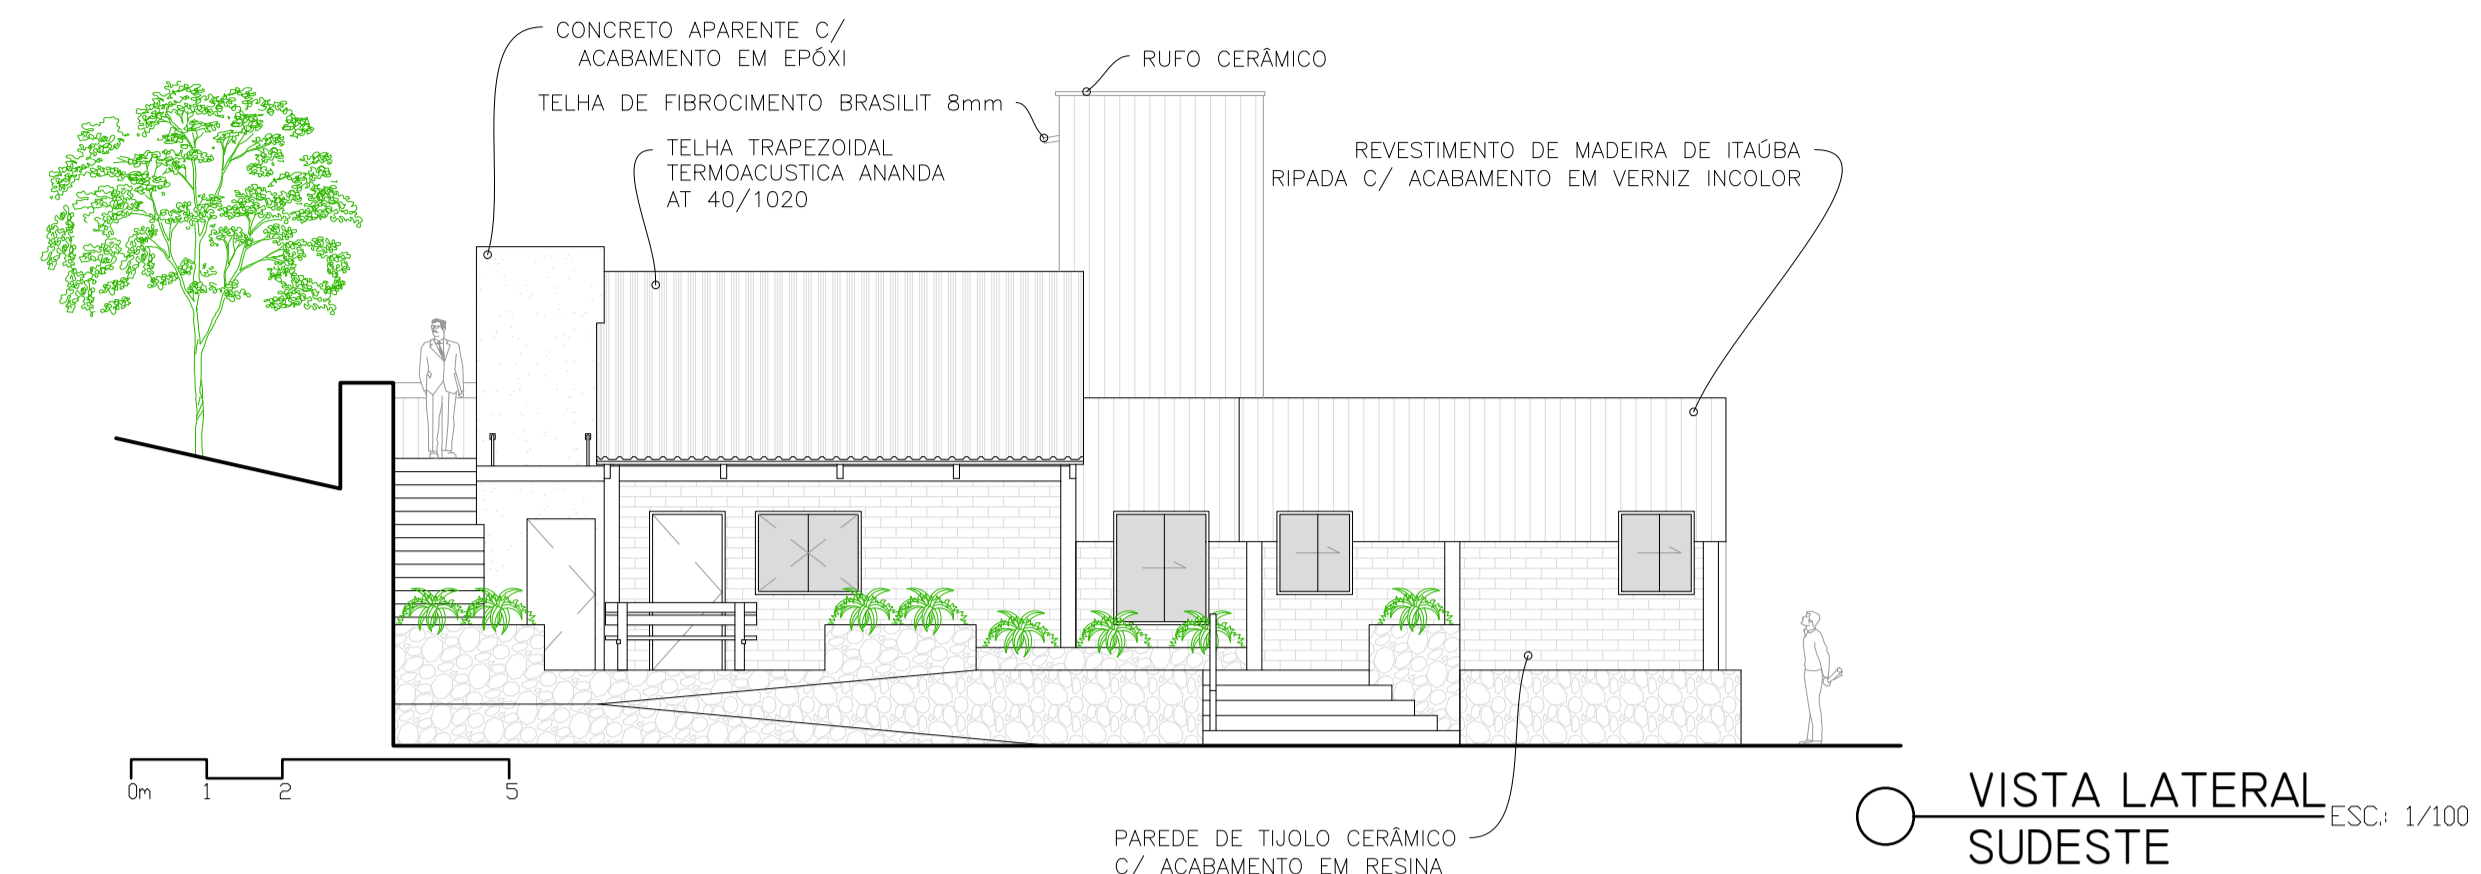 CONCRETO APARENTE C/
ACABAMENTO EM EPÓXI
RUFO CERÂMICO
TELHA DE FIBROCIMENTO BRASILIT 8mm
TELHA TRAPEZOIDAL
TERMOACUSTICA ANANDA
AT 40/1020
REVESTIMENTO DE MADEIRA DE ITAÚBA
RIPADA C/ ACABAMENTO EM VERNIZ INCOLOR
0m 1 2 5
PAREDE DE TIJOLO CERÂMICO
C/ ACABAMENTO EM RESINA
VISTA LATERAL
SUDESTE
ESC.: 1/100